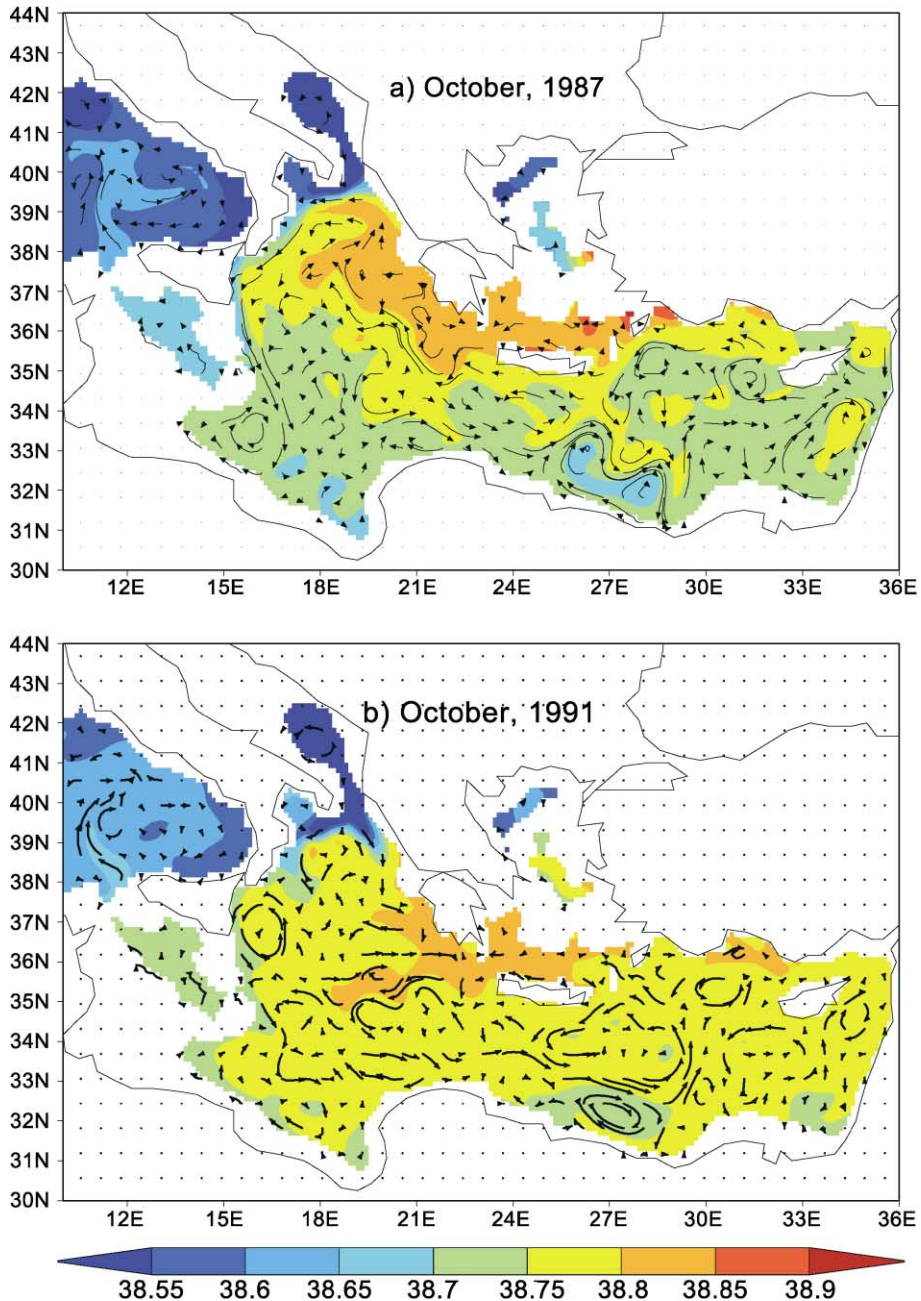 44N
43N
a) October, 1987
42N
41N
40N
39N
38N
37N
36N
35N
34N
33N
32N
31N
30N
12E 15E 18E 21E 24E 27E 30E 33E 36E
44N
43N
b) October, 1991
42N
41N
40N
39N
38N
37N
36N
35N
34N
33N
32N
31N
30N
12E 15E 18E 21E 24E 27E 30E 33E 36E
38.55 38.6 38.65 38.7 38.75 38.8 38.85 38.9